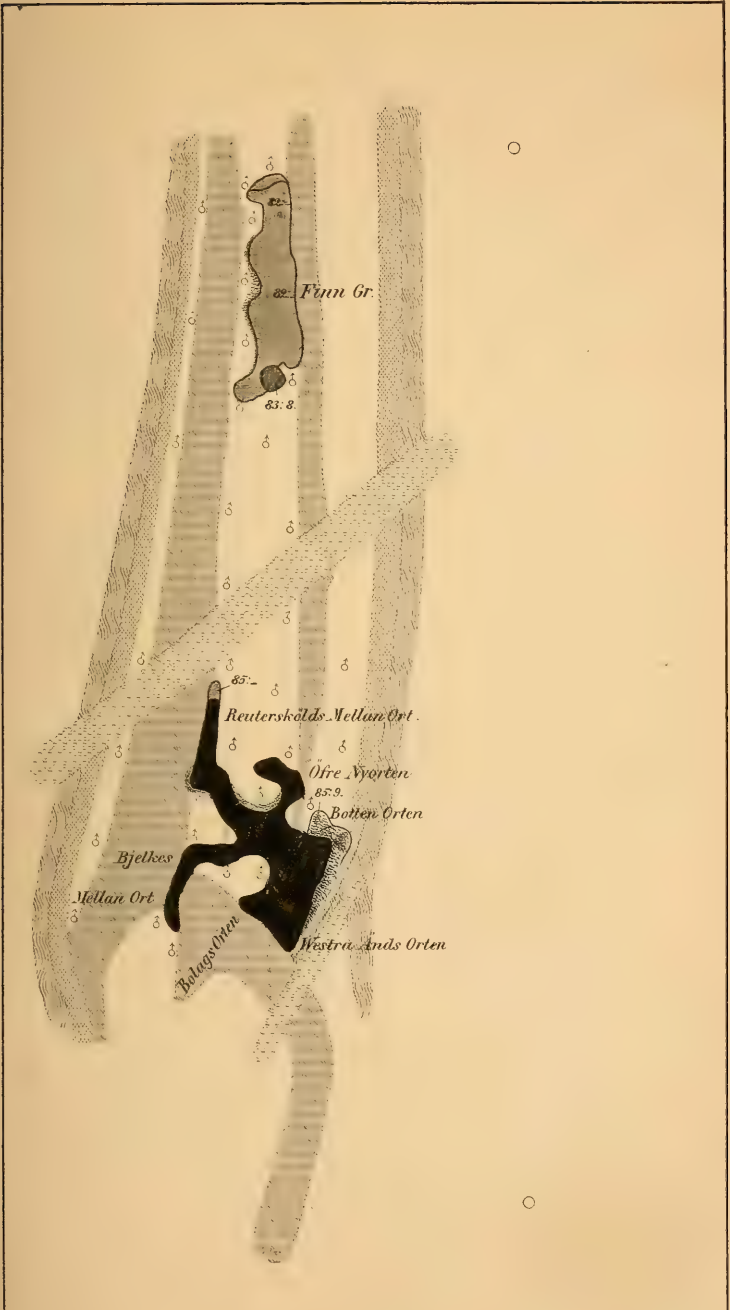 82:
89:
Finn Gr.
83:8.
85:
Reuterskölds Mellan Ort.
Öfre Nyorten
85:9.
Botten Orten
Bjelkes
Mellan Ort
Bolags Orten
Westra Ands Orten